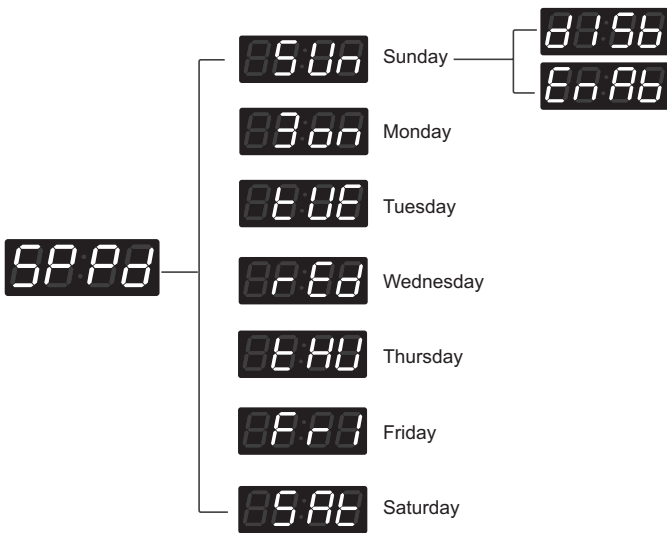 SPPd
SUn Sunday
3on Monday
tUE Tuesday
rEd Wednesday
tHU Thursday
Fr1 Friday
SAt Saturday
d1Sb
EnAb